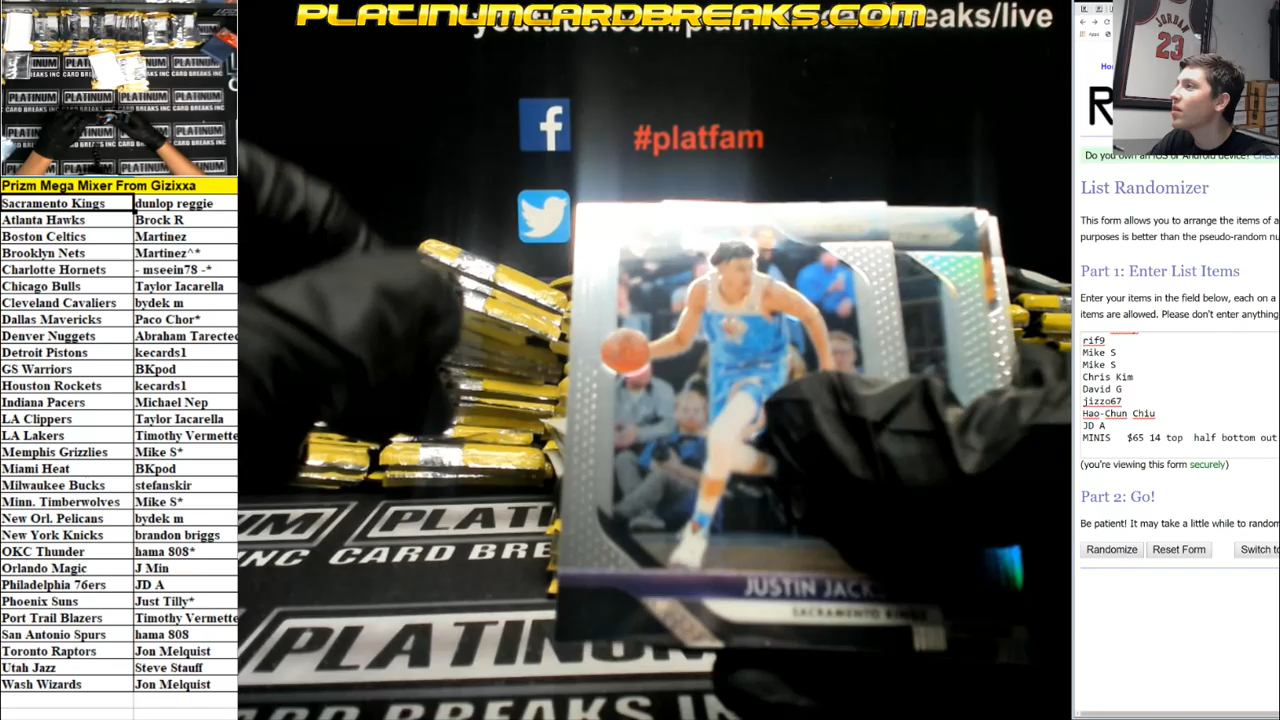 PLATINUMCARDBREAKS.COM
youtube.com/platinumcardbreaks/live
#platfam
Prizm Mega Mixer From Gizixxa
Sacramento Kings dunlop reggie
Atlanta Hawks Brock R
Boston Celtics Martinez
Brooklyn Nets Martinez^*
Charlotte Hornets - mseein78 -*
Chicago Bulls Taylor Iacarella
Cleveland Cavaliers bydek m
Dallas Mavericks Paco Chor*
Denver Nuggets Abraham Tarected
Detroit Pistons kecards1
GS Warriors BKpod
Houston Rockets kecards1
Indiana Pacers Michael Nep
LA Clippers Taylor Iacarella
LA Lakers Timothy Vermette
Memphis Grizzlies Mike S*
Miami Heat BKpod
Milwaukee Bucks stefanskir
Minn. Timberwolves Mike S*
New Orl. Pelicans bydek m
New York Knicks brandon briggs
OKC Thunder hama 808*
Orlando Magic J Min
Philadelphia 76ers JD A
Phoenix Suns Just Tilly*
Port Trail Blazers Timothy Vermette
San Antonio Spurs hama 808
Toronto Raptors Jon Melquist
Utah Jazz Steve Stauff
Wash Wizards Jon Melquist
JUSTIN JACK
SACRAMENTO KINGS
PLATINUM
CARD BREAKS INC
JORDAN
23
Apps
Ho
R
Do you own an iOS or Android device? Check
List Randomizer
This form allows you to arrange the items of a
purposes is better than the pseudo-random nu
Part 1: Enter List Items
Enter your items in the field below, each on a
items are allowed. Please don't enter anything
rif9
Mike S
Mike S
Chris Kim
David G
jizzo67
Hao-Chun Chiu
JD A
MINIS $65 14 top half bottom out
(you're viewing this form securely)
Part 2: Go!
Be patient! It may take a little while to random
Randomize Reset Form Switch to